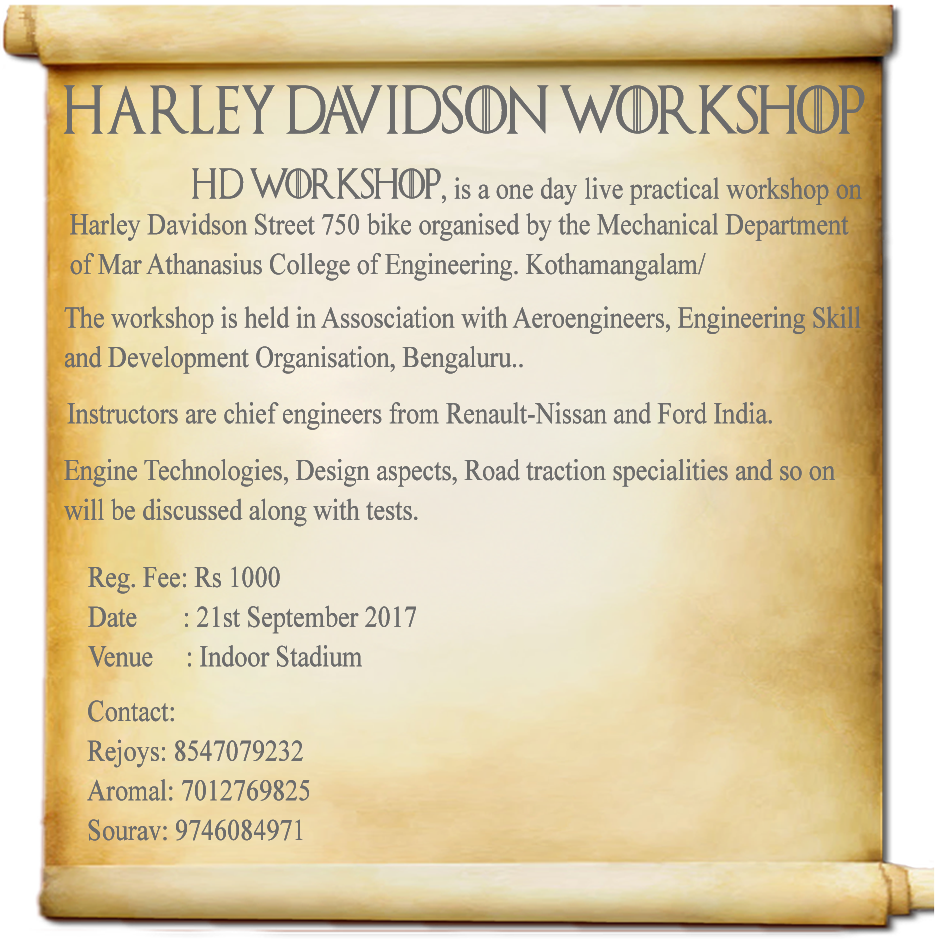 HARLEY DAVIDSON WORKSHOP
HD WORKSHOP, is a one day live practical workshop on
Harley Davidson Street 750 bike organised by the Mechanical Department
of Mar Athanasius College of Engineering. Kothamangalam/
The workshop is held in Assosciation with Aeroengineers, Engineering Skill
and Development Organisation, Bengaluru..
Instructors are chief engineers from Renault-Nissan and Ford India.
Engine Technologies, Design aspects, Road traction specialities and so on
will be discussed along with tests.
Reg. Fee: Rs 1000
Date : 21st September 2017
Venue : Indoor Stadium
Contact:
Rejoys: 8547079232
Aromal: 7012769825
Sourav: 9746084971